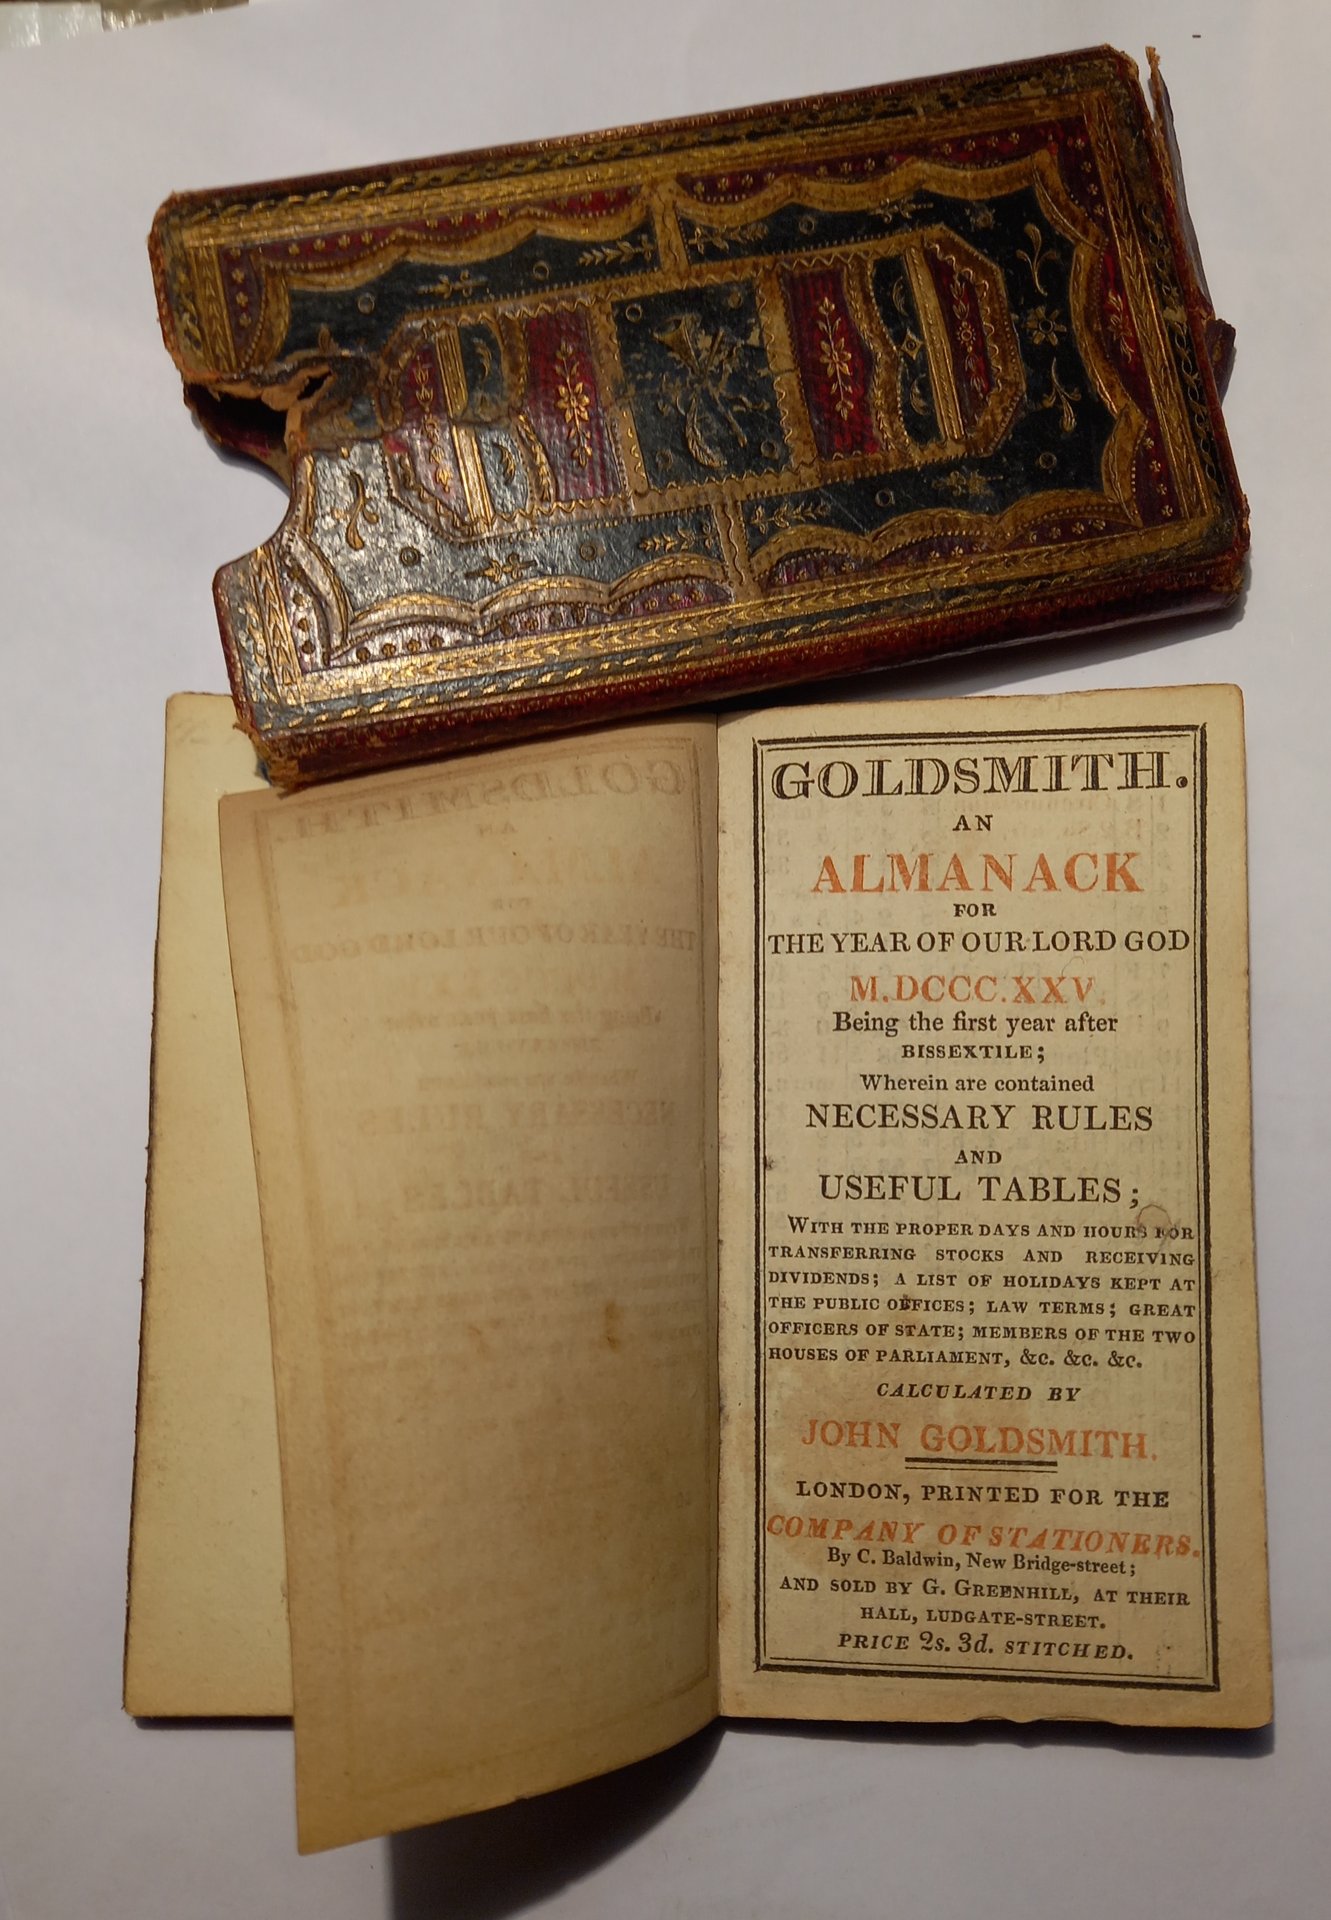 GOLDSMITH.
AN
ALMANACK
FOR
THE YEAR OF OUR LORD GOD
M.DCCC.XXV.
Being the first year after
BISSEXTILE;
Wherein are contained
NECESSARY RULES
AND
USEFUL TABLES;
WITH THE PROPER DAYS AND HOURS FOR
TRANSFERRING STOCKS AND RECEIVING
DIVIDENDS; A LIST OF HOLIDAYS KEPT AT
THE PUBLIC OFFICES; LAW TERMS; GREAT
OFFICERS OF STATE; MEMBERS OF THE TWO
HOUSES OF PARLIAMENT, &c. &c. &c.
CALCULATED BY
JOHN GOLDSMITH.
LONDON, PRINTED FOR THE
COMPANY OF STATIONERS.
By C. Baldwin, New Bridge-street;
AND SOLD BY G. GREENHILL, AT THEIR
HALL, LUDGATE-STREET.
PRICE 2s. 3d. STITCHED.